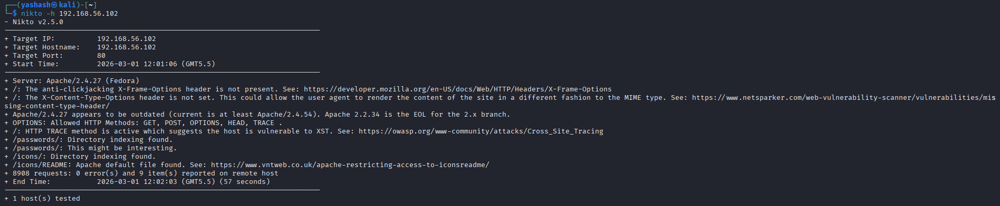 ┌──(yashash㉿kali)-[~]
└─$ nikto -h 192.168.56.102
- Nikto v2.5.0
---------------------------------------------------------------------------
+ Target IP:          192.168.56.102
+ Target Hostname:    192.168.56.102
+ Target Port:        80
+ Start Time:         2026-03-01 12:01:06 (GMT5.5)
---------------------------------------------------------------------------
+ Server: Apache/2.4.27 (Fedora)
+ /: The anti-clickjacking X-Frame-Options header is not present. See: https://developer.mozilla.org/en-US/docs/Web/HTTP/Headers/X-Frame-Options
+ /: The X-Content-Type-Options header is not set. This could allow the user agent to render the content of the site in a different fashion to the MIME type. See: https://www.netsparker.com/web-vulnerability-scanner/vulnerabilities/mis
sing-content-type-header/
+ Apache/2.4.27 appears to be outdated (current is at least Apache/2.4.54). Apache 2.2.34 is the EOL for the 2.x branch.
+ OPTIONS: Allowed HTTP Methods: GET, POST, OPTIONS, HEAD, TRACE .
+ /: HTTP TRACE method is active which suggests the host is vulnerable to XST. See: https://owasp.org/www-community/attacks/Cross_Site_Tracing
+ /passwords/: Directory indexing found.
+ /passwords/: This might be interesting.
+ /icons/: Directory indexing found.
+ /icons/README: Apache default file found. See: https://www.vntweb.co.uk/apache-restricting-access-to-iconsreadme/
+ 8908 requests: 0 error(s) and 9 item(s) reported on remote host
+ End Time:           2026-03-01 12:02:03 (GMT5.5) (57 seconds)
---------------------------------------------------------------------------
+ 1 host(s) tested